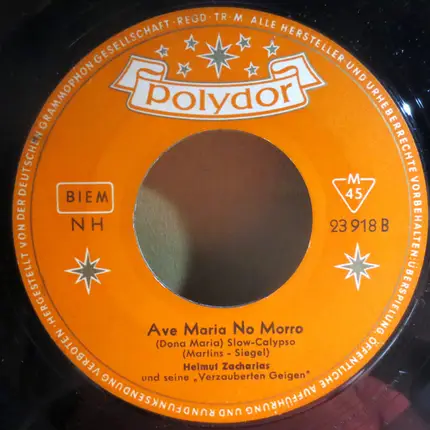 HERGESTELLT VON DER DEUTSCHEN GRAMMOPHON GESELLSCHAFT · REGD · TR · M · ALLE HERSTELLER UND URHEBERRECHTE VORBEHALTEN · ÜBERSPIELUNG, ÖFFENTLICHE AUFFÜHRUNG UND RUNDFUNKSENDUNG VERBOTEN ·
Polydor
BIEM
NH
M
45
23 918 B
Ave Maria No Morro
(Dona Maria) Slow-Calypso
(Martins - Siegel)
Helmut Zacharias
und seine „Verzauberten Geigen"